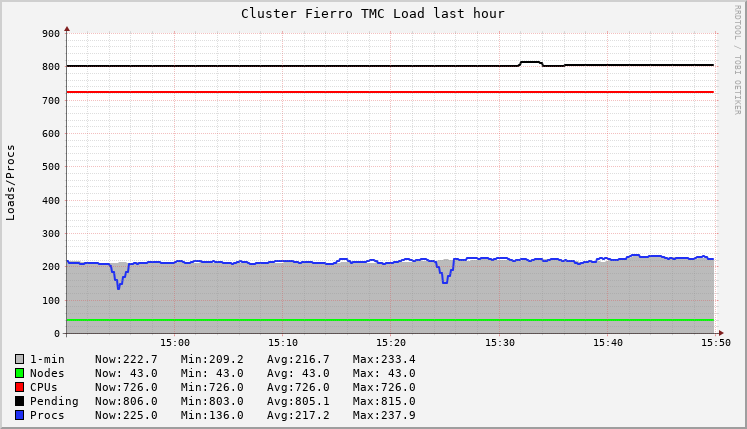 Cluster Fierro TMC Load last hour
RRDTOOL / TOBI OETIKER
Loads/Procs
900
800
700
600
500
400
300
200
100
0
15:00 15:10 15:20 15:30 15:40 15:50
1-min Now:222.7 Min:209.2 Avg:216.7 Max:233.4
Nodes Now: 43.0 Min: 43.0 Avg: 43.0 Max: 43.0
CPUs Now:726.0 Min:726.0 Avg:726.0 Max:726.0
Pending Now:806.0 Min:803.0 Avg:805.1 Max:815.0
Procs Now:225.0 Min:136.0 Avg:217.2 Max:237.9